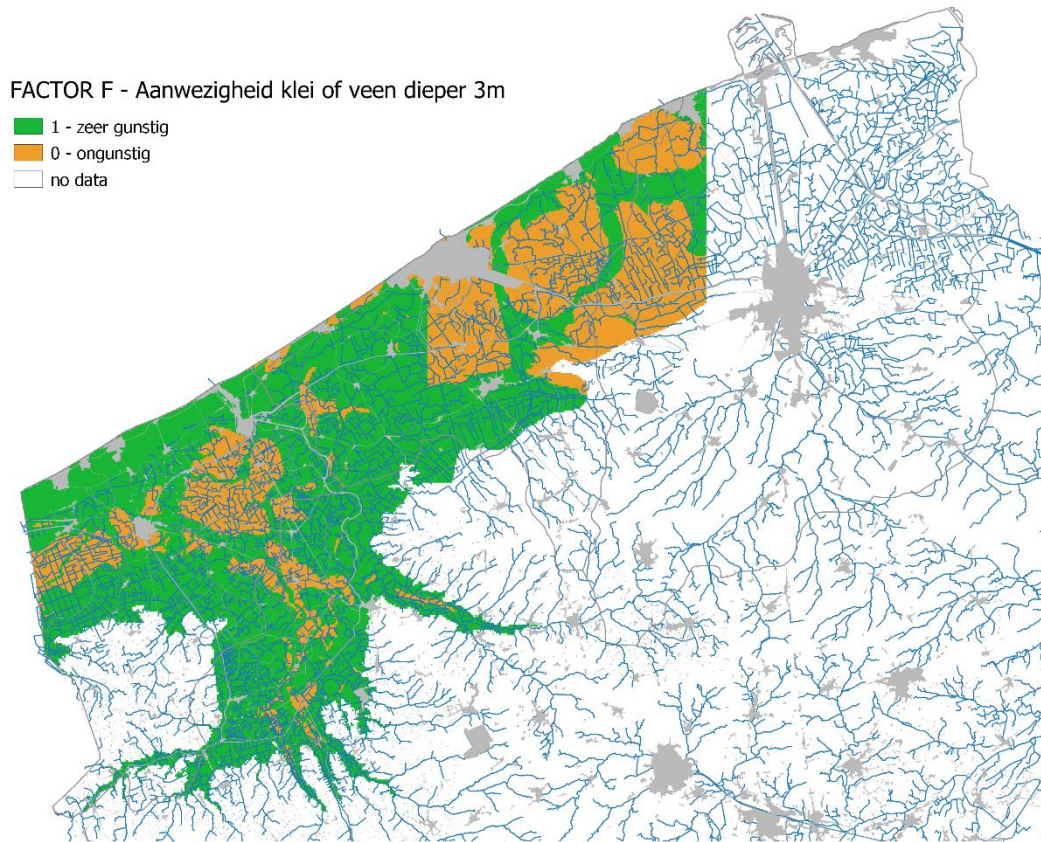 FACTOR F - Aanwezigheid klei of veen dieper 3m
1 - zeer gunstig
0 - ongunstig
no data